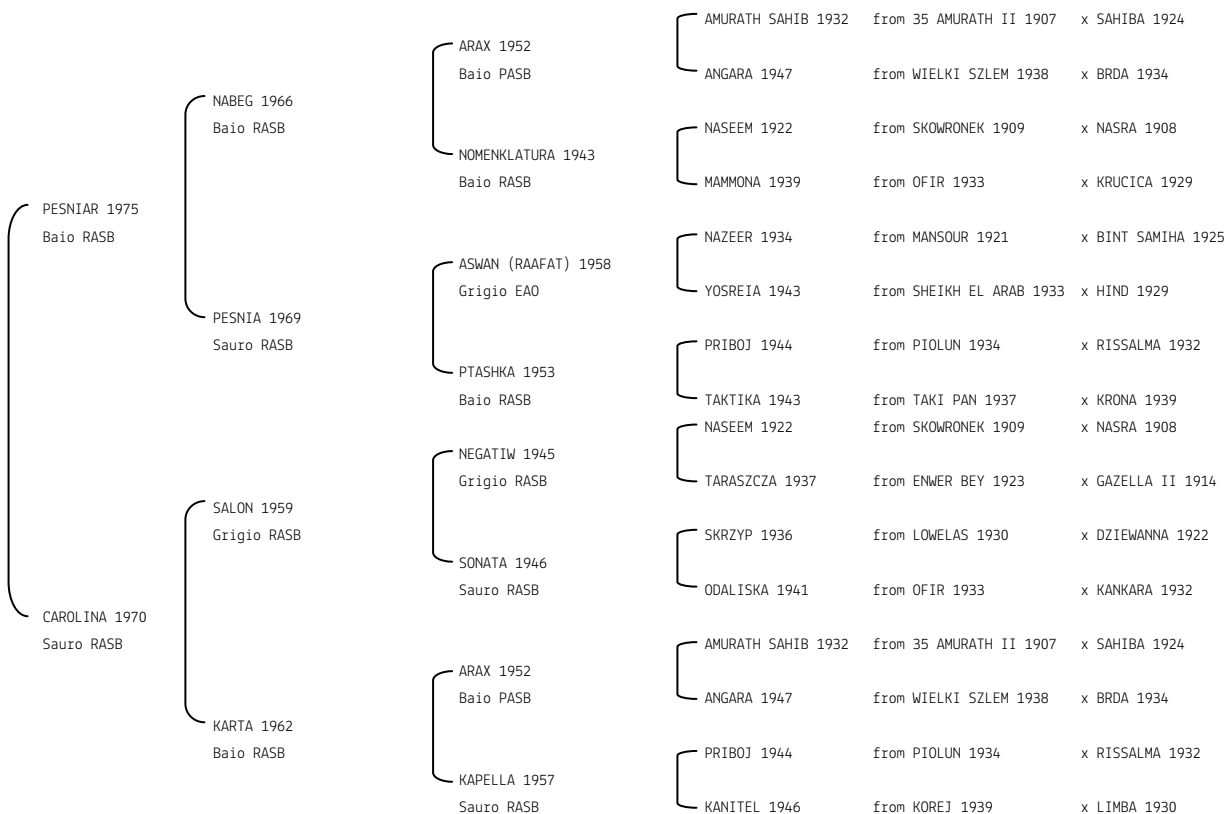 AMURATH SAHIB 1932 from 35 AMURATH II 1907 x SAHIBA 1924
ARAX 1952
Baio PASB
ANGARA 1947 from WIELKI SZLEM 1938 x BRDA 1934
NABEG 1966
Baio RASB
NASEEM 1922 from SKOWRONEK 1909 x NASRA 1908
NOMENKLATURA 1943
Baio RASB
MAMMONA 1939 from OFIR 1933 x KRUCICA 1929
PESNIAR 1975
Baio RASB
NAZEER 1934 from MANSOUR 1921 x BINT SAMIHA 1925
ASWAN (RAAFAT) 1958
Grigio EAO
YOSREIA 1943 from SHEIKH EL ARAB 1933 x HIND 1929
PESNIA 1969
Sauro RASB
PRIBOJ 1944 from PIOLUN 1934 x RISSALMA 1932
PTASHKA 1953
Baio RASB
TAKTIKA 1943 from TAKI PAN 1937 x KRONA 1939
NASEEM 1922 from SKOWRONEK 1909 x NASRA 1908
NEGATIW 1945
Grigio RASB
TARASZCZA 1937 from ENWER BEY 1923 x GAZELLA II 1914
SALON 1959
Grigio RASB
SKRZYP 1936 from LOWELAS 1930 x DZIEWANNA 1922
SONATA 1946
Sauro RASB
ODALISKA 1941 from OFIR 1933 x KANKARA 1932
CAROLINA 1970
Sauro RASB
AMURATH SAHIB 1932 from 35 AMURATH II 1907 x SAHIBA 1924
ARAX 1952
Baio PASB
ANGARA 1947 from WIELKI SZLEM 1938 x BRDA 1934
KARTA 1962
Baio RASB
PRIBOJ 1944 from PIOLUN 1934 x RISSALMA 1932
KAPELLA 1957
Sauro RASB
KANITEL 1946 from KOREJ 1939 x LIMBA 1930